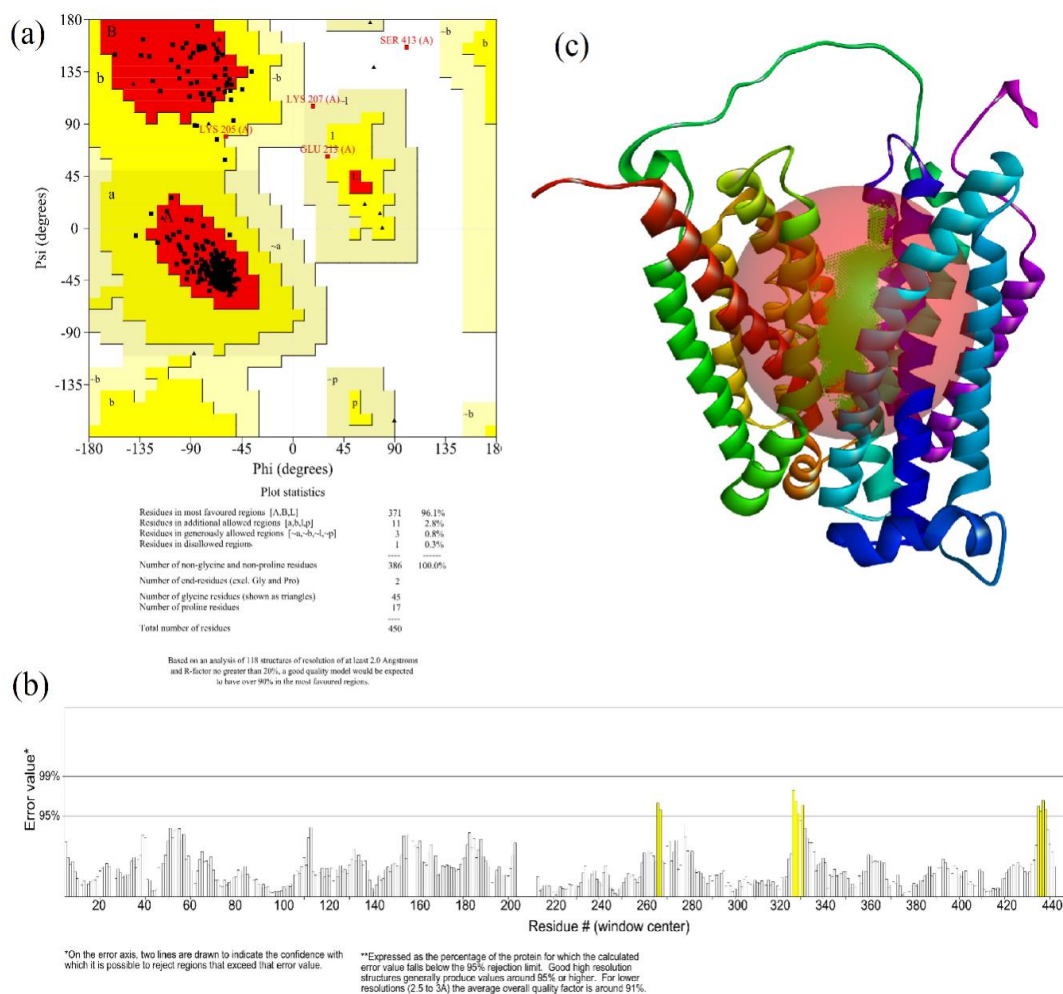 (a)
(c)
180
135
90
45
0
-45
-90
-135
Psi (degrees)
B
b
a
A
~a
~b
b
~b
b
~b
b
~l
l
~p
p
~b
SER 413 (A)
LYS 207 (A)
LYS 205 (A)
GLU 213 (A)
-180 -135 -90 -45 0 45 90 135 180
Phi (degrees)
Plot statistics
Residues in most favoured regions [A,B,L] 371 96.1%
Residues in additional allowed regions [a,b,l,p] 11 2.8%
Residues in generously allowed regions [~a,~b,~l,~p] 3 0.8%
Residues in disallowed regions 1 0.3%
---- ------
Number of non-glycine and non-proline residues 386 100.0%
Number of end-residues (excl. Gly and Pro) 2
Number of glycine residues (shown as triangles) 45
Number of proline residues 17
----
Total number of residues 450
Based on an analysis of 118 structures of resolution of at least 2.0 Angstroms
and R-factor no greater than 20%, a good quality model would be expected
to have over 90% in the most favoured regions.
(b)
Error value*
99%
95%
20 40 60 80 100 120 140 160 180 200 220 240 260 280 300 320 340 360 380 400 420 440
Residue # (window center)
*On the error axis, two lines are drawn to indicate the confidence with
which it is possible to reject regions that exceed that error value.
**Expressed as the percentage of the protein for which the calculated
error value falls below the 95% rejection limit. Good high resolution
structures generally produce values around 95% or higher. For lower
resolutions (2.5 to 3A) the average overall quality factor is around 91%.